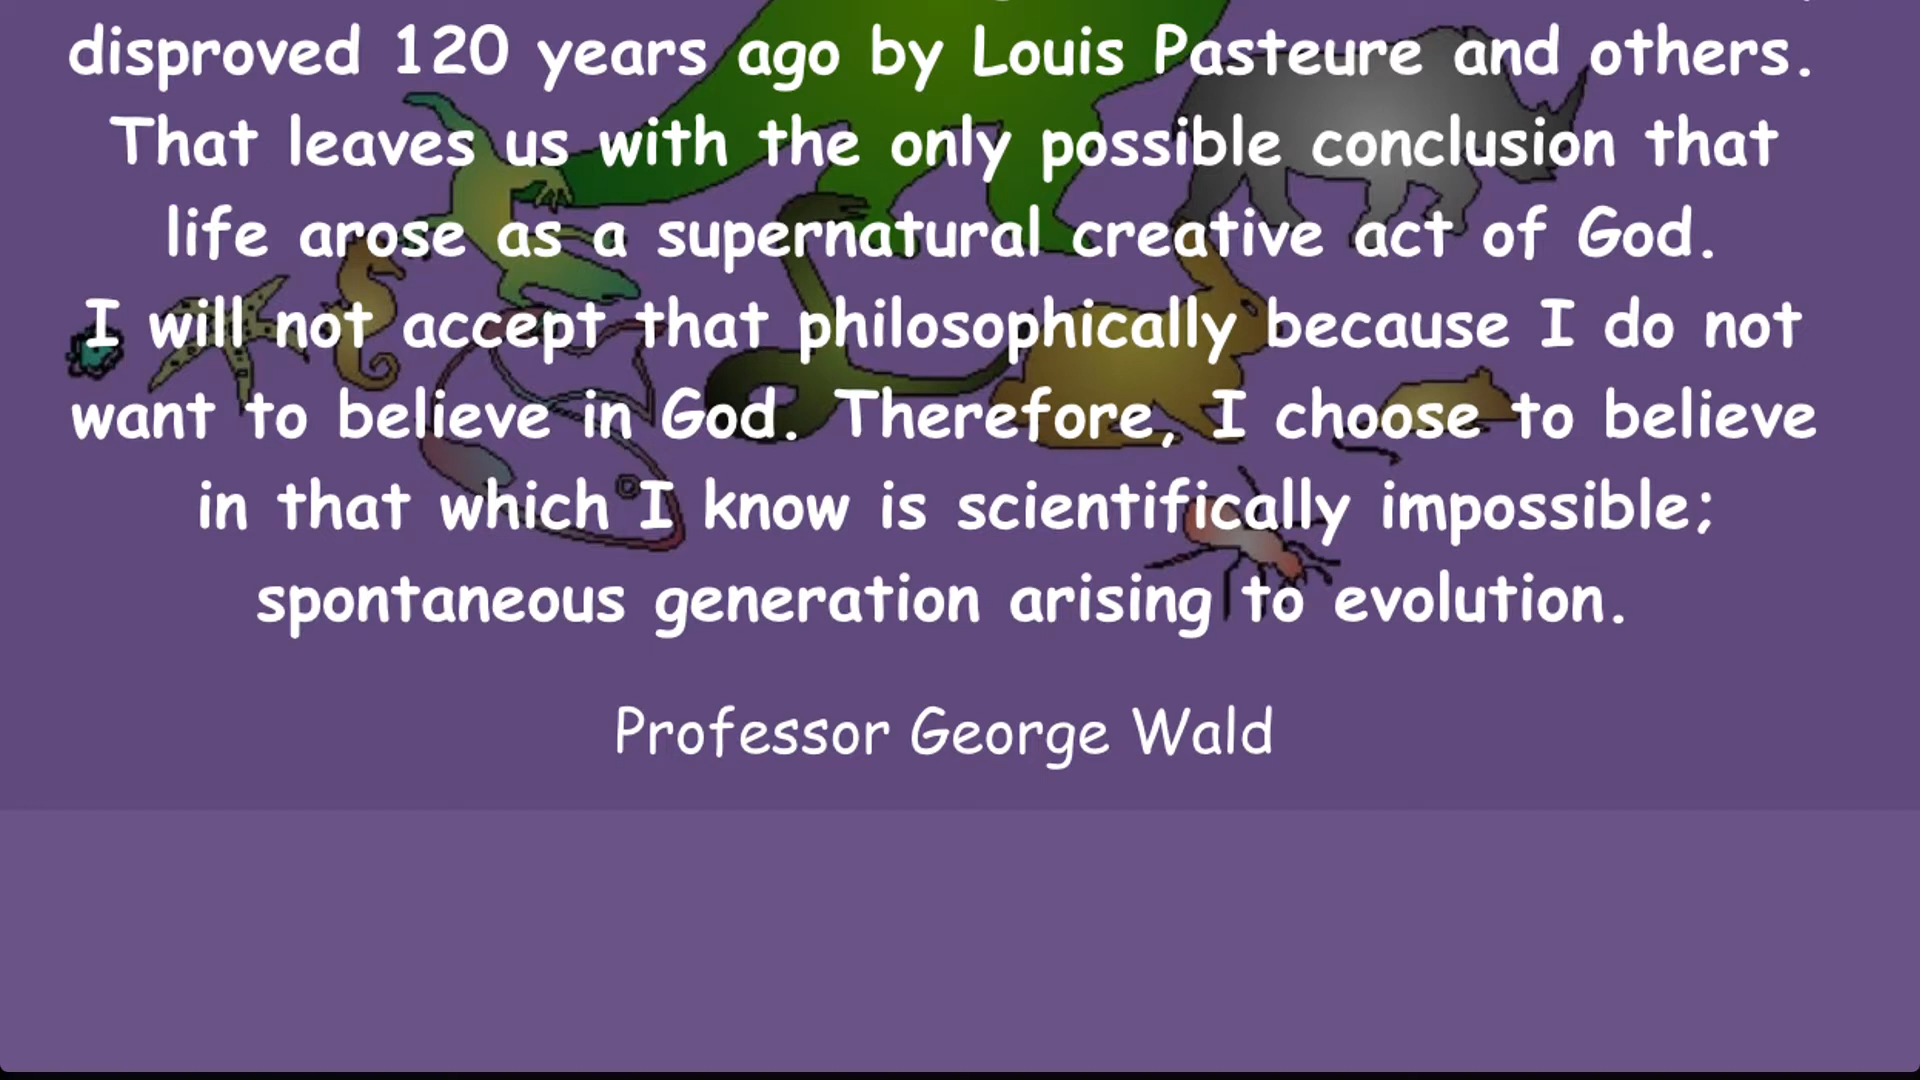 disproved 120 years ago by Louis Pasteure and others.
That leaves us with the only possible conclusion that
life arose as a supernatural creative act of God.
I will not accept that philosophically because I do not
want to believe in God. Therefore, I choose to believe
in that which I know is scientifically impossible;
spontaneous generation arising to evolution.
Professor George Wald